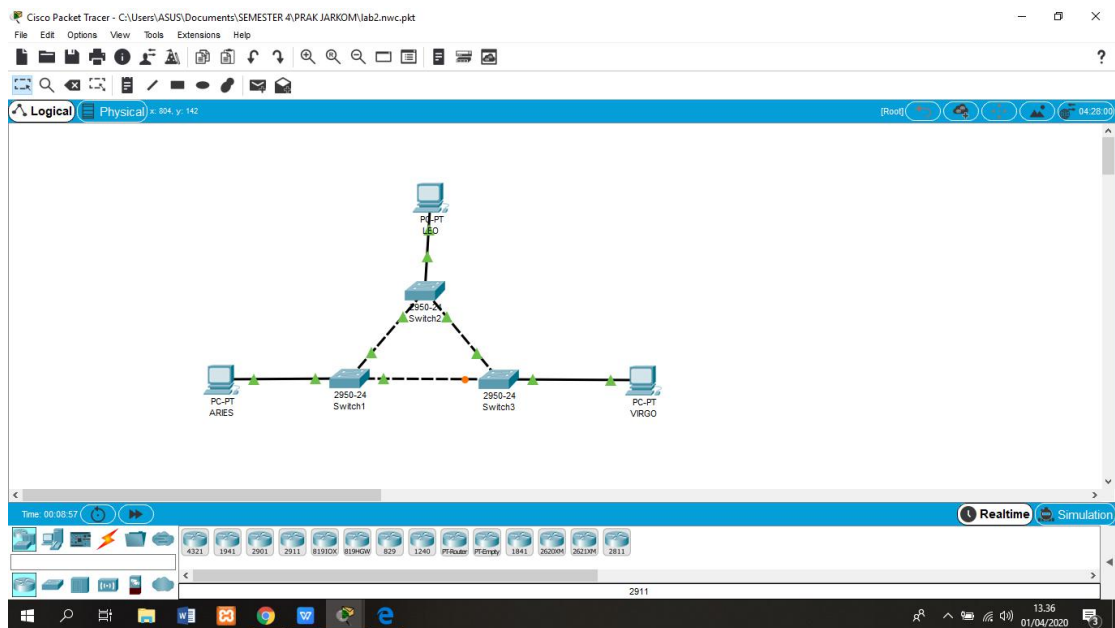 Cisco Packet Tracer - C:\Users\ASUS\Documents\SEMESTER 4\PRAK JARKOM\lab2.nwc.pkt
File Edit Options View Tools Extensions Help
?
Logical Physical x: 804, y: 142 [Root] 04:28:00
PC-PT
LEO
2950-24
Switch2
2950-24
Switch1
2950-24
Switch3
PC-PT
ARIES
PC-PT
VIRGO
Time: 00:08:57 Realtime Simulation
4321 1941 2901 2911 819IOX 819HGW 829 1240 PT-Router PT-Empty 1841 2620XM 2621XM 2811
2911
13.36
01/04/2020
3